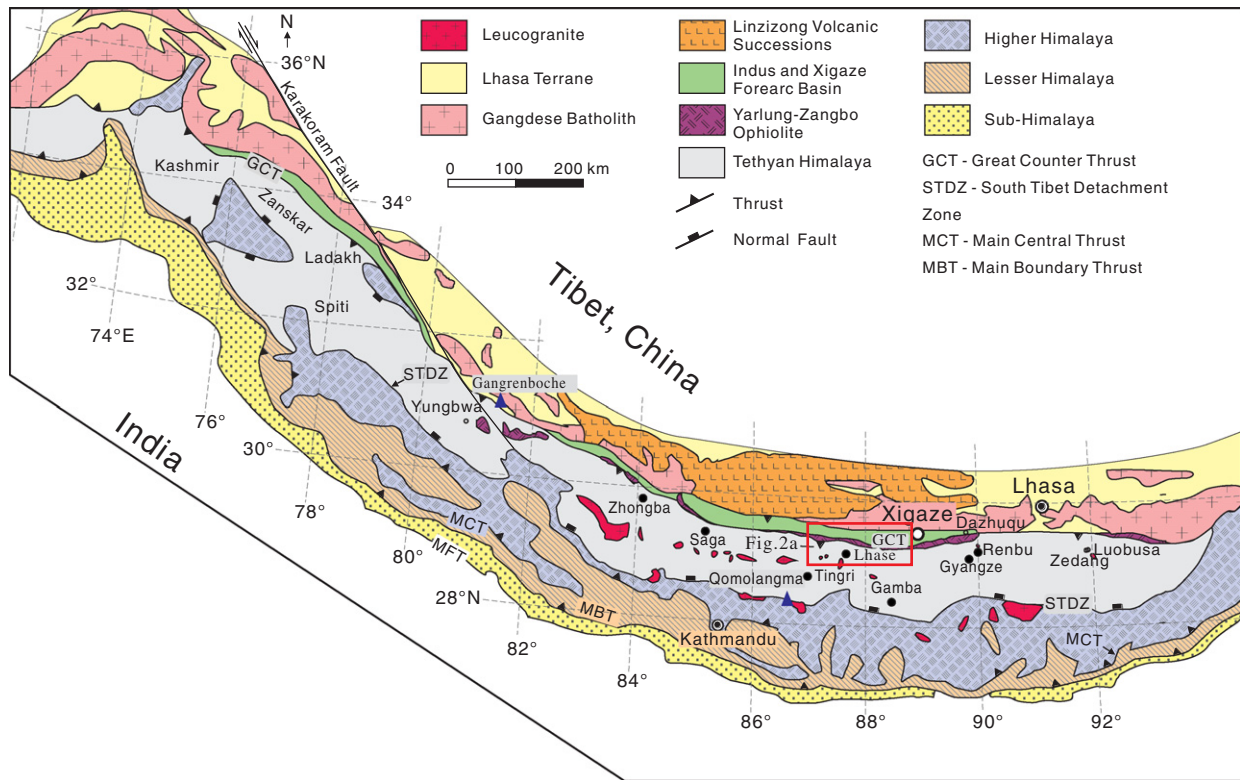 N
36°N
Leucogranite
Lhasa Terrane
Gangdese Batholith
0 100 200 km
Linzizong Volcanic
Successions
Indus and Xigaze
Forearc Basin
Yarlung-Zangbo
Ophiolite
Tethyan Himalaya
Thrust
Normal Fault
Higher Himalaya
Lesser Himalaya
Sub-Himalaya
GCT - Great Counter Thrust
STDZ - South Tibet Detachment
Zone
MCT - Main Central Thrust
MBT - Main Boundary Thrust
Karakoram Fault
Kashmir
GCT
Zanskar
34°
Ladakh
32°
Spiti
74°E
Tibet, China
STDZ
Gangrenboche
Yungbwa
76°
India
30°
78°
Zhongba
Xigaze
Lhasa
Dazhuqu
MCT
80°
MFT
Saga
Fig.2a
GCT
Lhase
Renbu
Gyangze
Zedang
Luobusa
Qomolangma
Tingri
Gamba
28°N
MBT
STDZ
Kathmandu
MCT
82°
84°
86°
88°
90°
92°